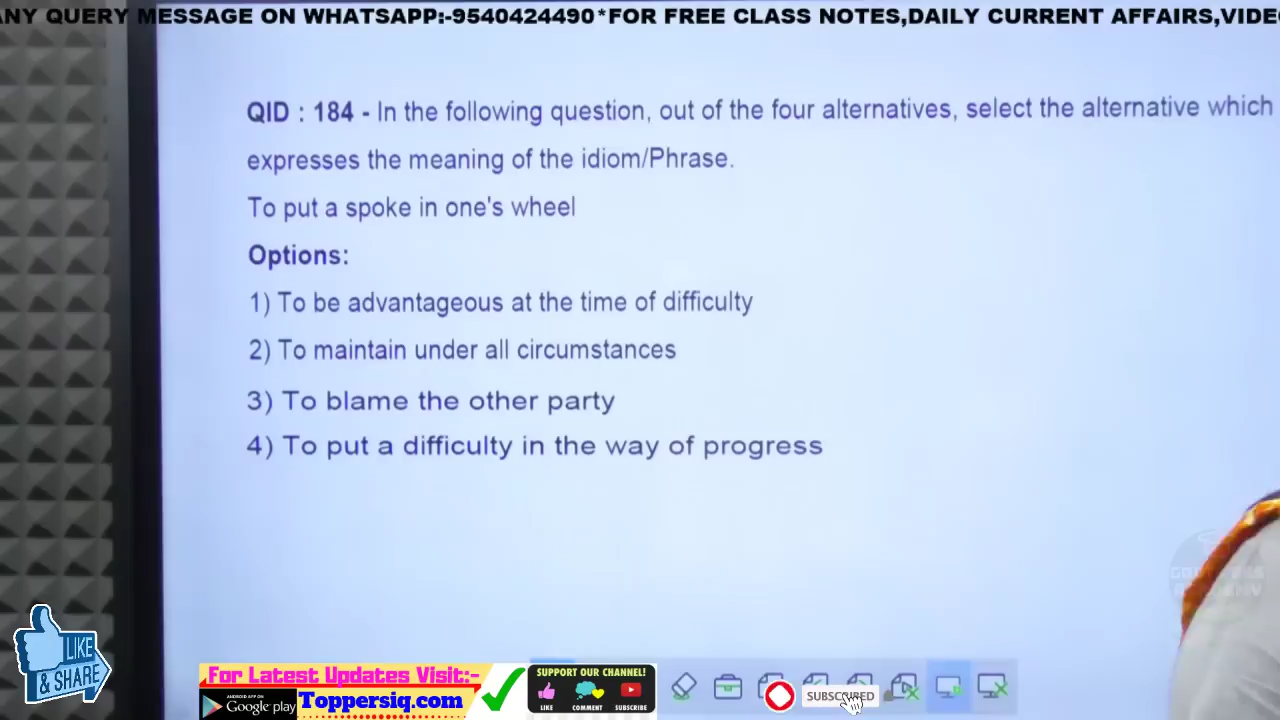 ANY QUERY MESSAGE ON WHATSAPP:-9540424490*FOR FREE CLASS NOTES,DAILY CURRENT AFFAIRS,VIDEO
QID : 184 - In the following question, out of the four alternatives, select the alternative which
expresses the meaning of the idiom/Phrase.
To put a spoke in one's wheel
Options:
1) To be advantageous at the time of difficulty
2) To maintain under all circumstances
3) To blame the other party
4) To put a difficulty in the way of progress
LIKE
& SHARE
For Latest Updates Visit:-
ANDROID APP ON
Google play
Toppersiq.com
SUPPORT OUR CHANNEL!
LIKE COMMENT SUBSCRIBE
SUBSCRIBED